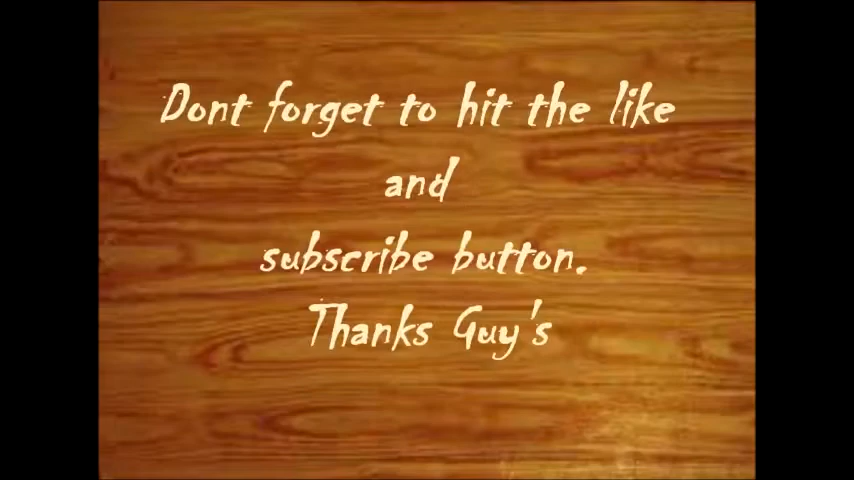 Dont forget to hit the like
and
subscribe button.
Thanks Guy's